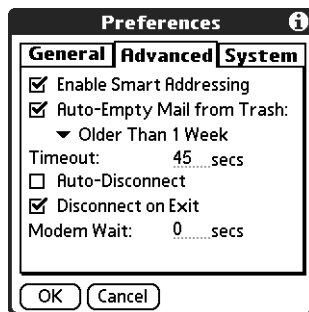 Preferences i
General Advanced System
Enable Smart Addressing
Auto-Empty Mail from Trash:
Older Than 1 Week
Timeout: 45 secs
Auto-Disconnect
Disconnect on Exit
Modem Wait: 0 secs
OK Cancel